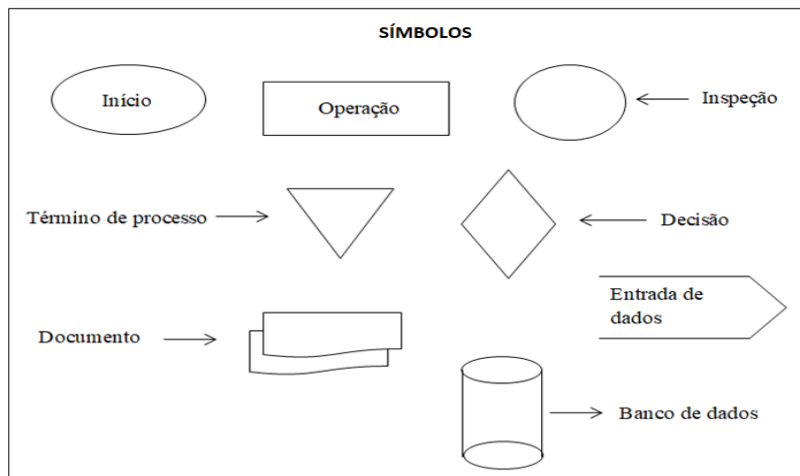 SÍMBOLOS
Início
Operação
Inspeção
Término de processo
Decisão
Entrada de
dados
Documento
Banco de dados